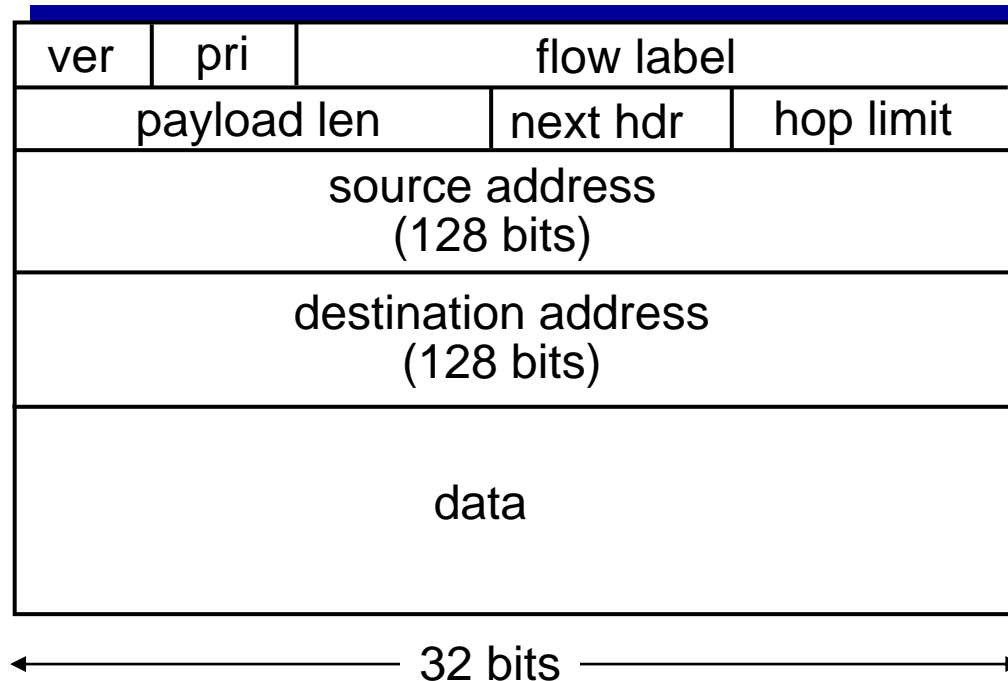 ver pri flow label
payload len next hdr hop limit
source address
(128 bits)
destination address
(128 bits)
data
32 bits